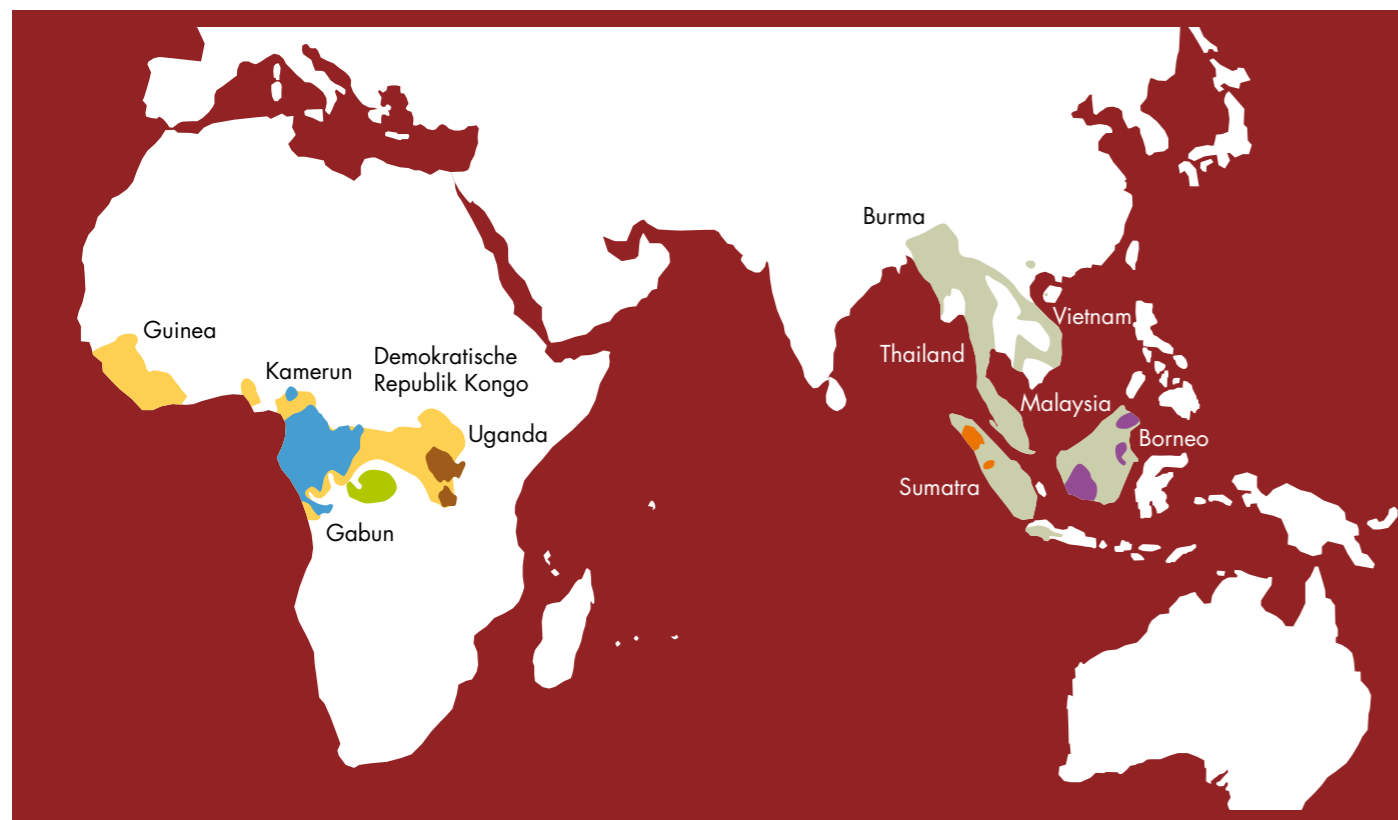 Burma
Guinea
Vietnam
Thailand
Kamerun
Demokratische
Republik Kongo
Malaysia
Uganda
Borneo
Sumatra
Gabun